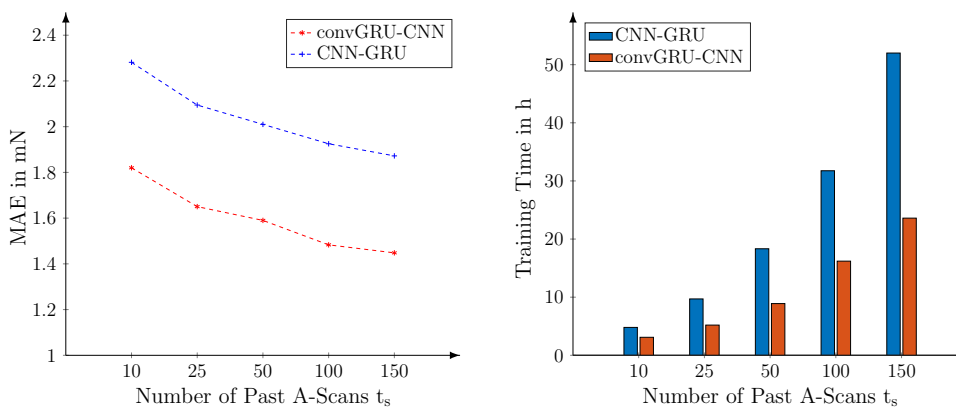 2.4
2.2
2
1.8
1.6
1.4
1.2
1
MAE in mN
convGRU-CNN
CNN-GRU
10 25 50 100 150
Number of Past A-Scans tₛ
50
40
30
20
10
0
Training Time in h
CNN-GRU
convGRU-CNN
10 25 50 100 150
Number of Past A-Scans tₛ